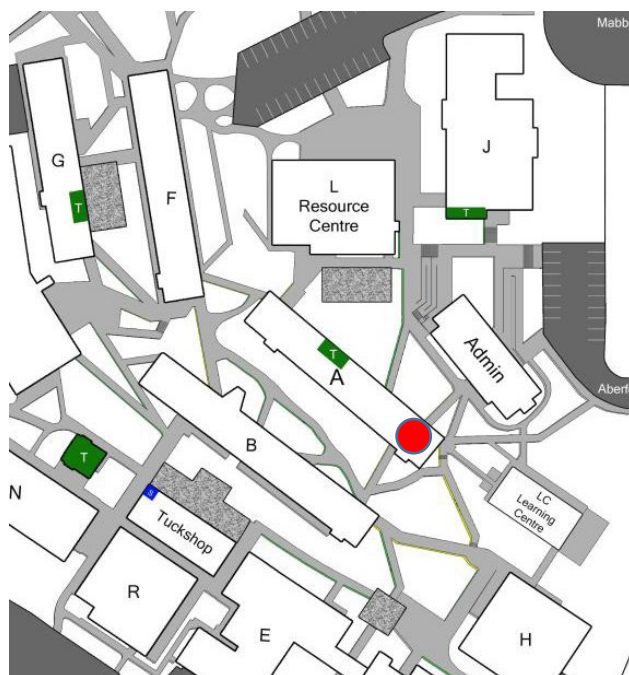 Mabb
G
T
F
L
Resource
Centre
J
T
T
A
Admin
Aberf
B
T
N
S
Tuckshop
LC
Learning
Centre
R
E
H